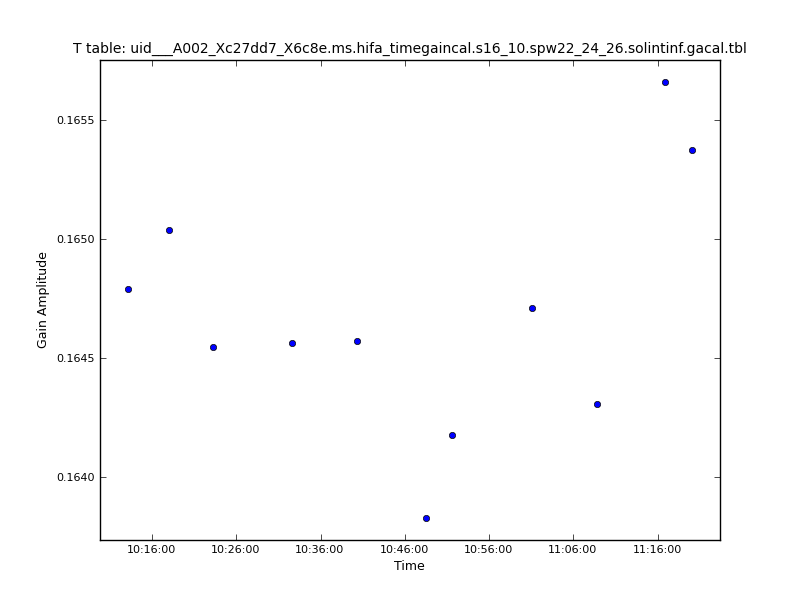 T table: uid___A002_Xc27dd7_X6c8e.ms.hifa_timegaincal.s16_10.spw22_24_26.solintinf.gacal.tbl
0.1655
0.1650
0.1645
0.1640
Gain Amplitude
10:16:00 10:26:00 10:36:00 10:46:00 10:56:00 11:06:00 11:16:00
Time